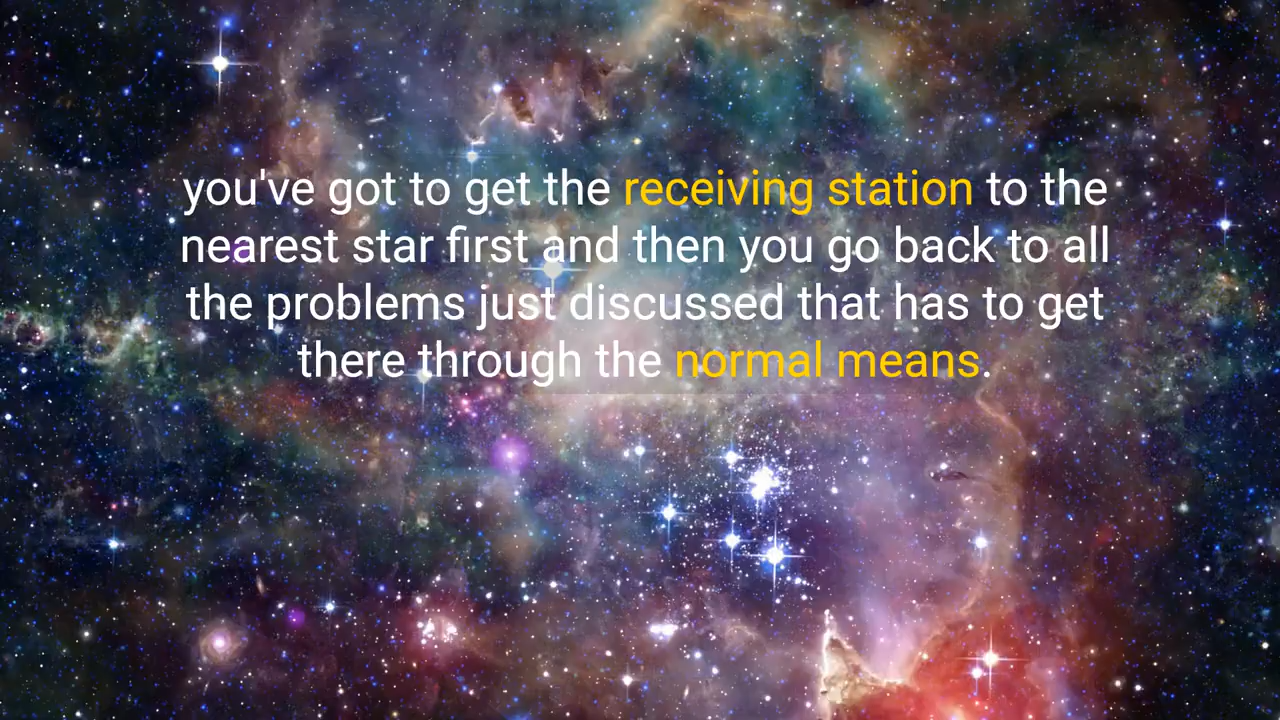 you've got to get the receiving station to the
nearest star first and then you go back to all
the problems just discussed that has to get
there through the normal means.